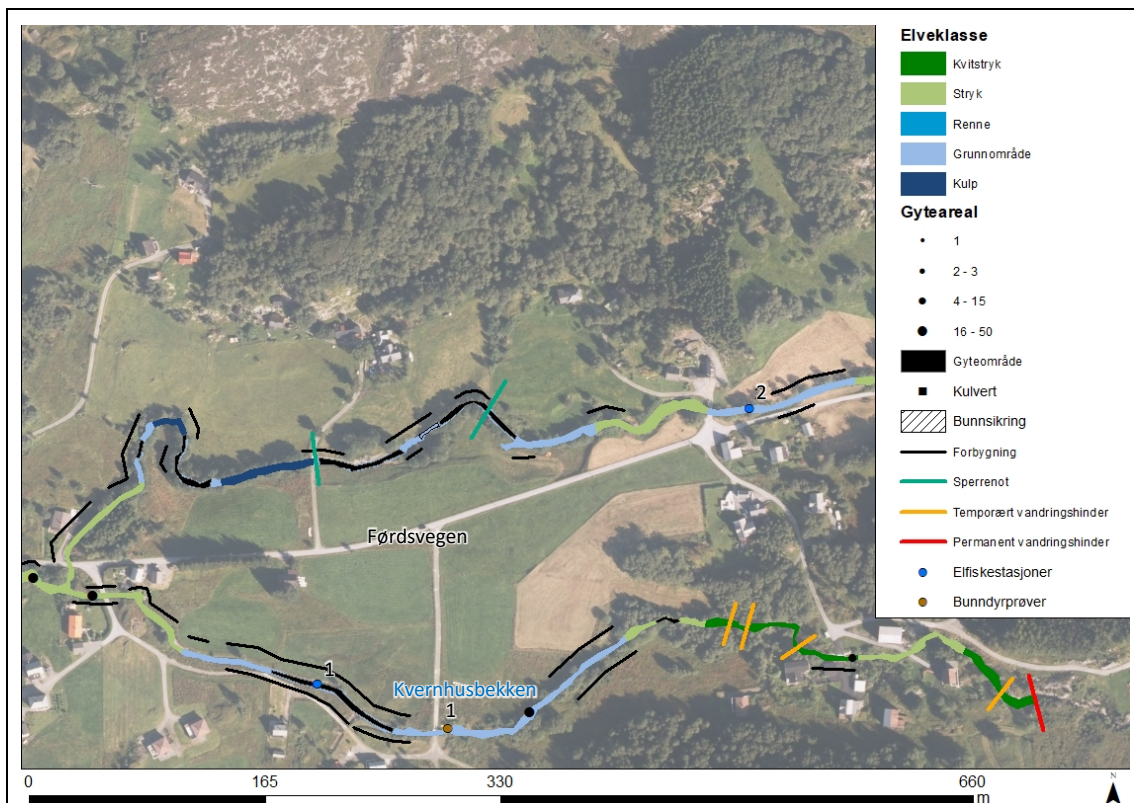 Elveklasse
Kvitstryk
Stryk
Renne
Grunnområde
Kulp
Gyteareal
1
2 - 3
4 - 15
16 - 50
Gyteområde
Kulvert
Bunnsikring
Forbygning
Sperrenot
Temporært vandringshinder
Permanent vandringshinder
Elfiskestasjoner
Bunndyrprøver
2
Førdsvegen
1
Kvernhusbekken
1
0
165
330
660
m
N